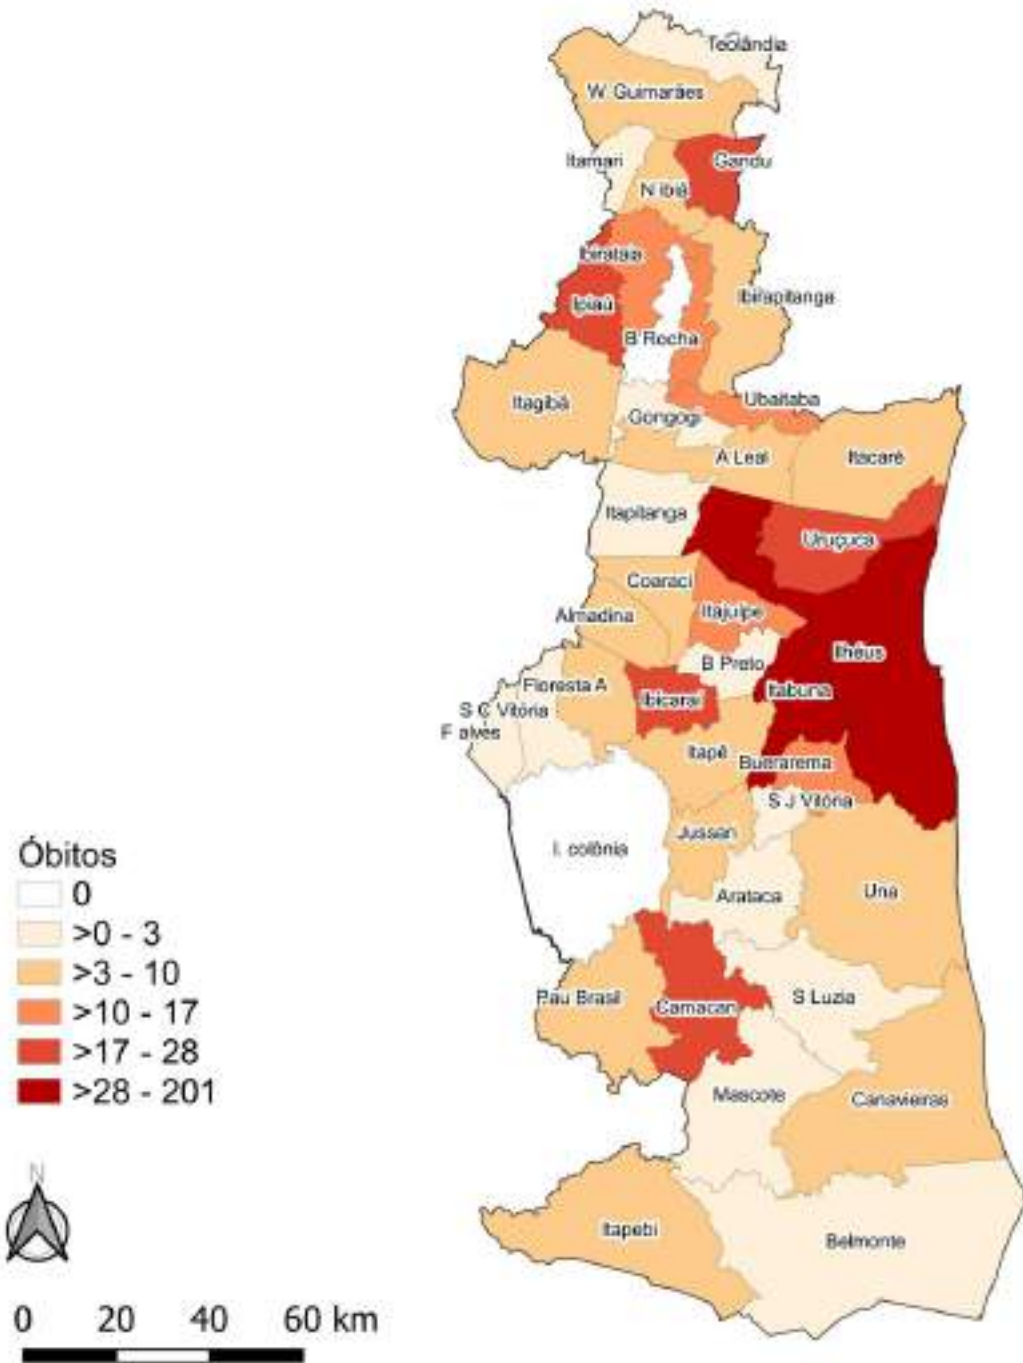 Teolândia
W. Guimarães
Itamari
Gandu
N ibiá
Ibirataia
Ibirapitanga
Ipiaú
B Rocha
Itagibá
Ubaitaba
Gongogi
A Leal
Itacaré
Itapitanga
Uruçuca
Coaraci
Almadina
Itajuípe
Ilhéus
B Preto
Floresta A
Itabuna
Ibicaraí
S C Vitória
F alves
Itapé
Buerarema
S J Vitória
Jussari
I. colônia
Arataca
Una
Pau Brasil
S Luzia
Camacan
Mascote
Canavieiras
Itapebi
Belmonte
Óbitos
0
>0 - 3
>3 - 10
>10 - 17
>17 - 28
>28 - 201
N
0 20 40 60 km